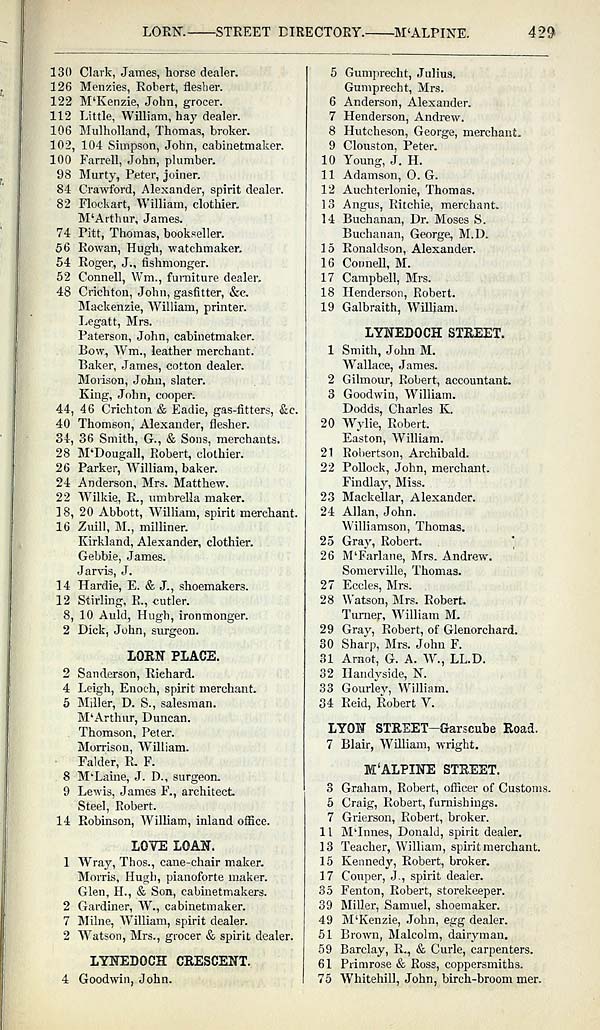 LORN.——STREET DIRECTORY.——M‘ALPINE. 429
130 Clark, James, horse dealer.
126 Menzies, Robert, flesher.
122 M‘Kenzie, John, grocer.
112 Little, William, hay dealer.
106 Mulholland, Thomas, broker.
102, 104 Simpson, John, cabinetmaker.
100 Farrell, John, plumber.
98 Murty, Peter, joiner.
84 Crawford, Alexander, spirit dealer.
82 Flockart, William, clothier.
M‘Arthur, James.
74 Pitt, Thomas, bookseller.
56 Rowan, Hugh, watchmaker.
54 Roger, J., fishmonger.
52 Connell, Wm., furniture dealer.
48 Crichton, John, gasfitter, &c.
Mackenzie, William, printer.
Legatt, Mrs.
Paterson, John, cabinetmaker.
Bow, Wm., leather merchant.
Baker, James, cotton dealer.
Morison, John, slater.
King, John, cooper.
44, 46 Crichton & Eadie, gas-fitters, &c.
40 Thomson, Alexander, flesher.
34, 36 Smith, G., & Sons, merchants.
28 M‘Dougall, Robert, clothier.
26 Parker, William, baker.
24 Anderson, Mrs. Matthew.
22 Wilkie, R., umbrella maker.
18, 20 Abbott, William, spirit merchant.
16 Zuill, M., milliner.
Kirkland, Alexander, clothier.
Gebbie, James.
Jarvis, J.
14 Hardie, E. & J., shoemakers.
12 Stirling, R., cutler.
8, 10 Auld, Hugh, ironmonger.
2 Dick, John, surgeon.
LORN PLACE.
2 Sanderson, Richard.
4 Leigh, Enoch, spirit merchant.
5 Miller, D. S., salesman.
M‘Arthur, Duncan.
Thomson, Peter.
Morrison, William.
Falder, R. F.
8 M‘Laine, J. D., surgeon.
9 Lewis, James F., architect.
Steel, Robert.
14 Robinson, William, inland office.
LOVE LOAN.
1 Wray, Thos., cane-chair maker.
Morris, Hugh, pianoforte maker.
Glen, H., & Son, cabinetmakers.
2 Gardiner, W., cabinetmaker.
7 Milne, William, spirit dealer.
2 Watson, Mrs., grocer & spirit dealer.
LYNEDOCH CRESCENT.
4 Goodwin, John.
5 Gumprecht, Julius.
Gumprecht, Mrs.
6 Anderson, Alexander.
7 Henderson, Andrew.
8 Hutcheson, George, merchant.
9 Clouston, Peter.
10 Young, J. H.
11 Adamson, O. G.
12 Auchterlonie, Thomas.
13 Angus, Ritchie, merchant.
14 Buchanan, Dr. Moses S.
Buchanan, George, M.D.
15 Ronaldson, Alexander.
16 Connell, M.
17 Campbell, Mrs.
18 Henderson, Robert.
19 Galbraith, William.
LYNEDOCH STREET.
1 Smith, John M.
Wallace, James.
2 Gilmour, Robert, accountant.
3 Goodwin, William.
Dodds, Charles K.
20 Wylie, Robert.
Easton, William.
21 Robertson, Archibald.
22 Pollock, John, merchant.
Findlay, Miss.
23 Mackellar, Alexander.
24 Allan, John.
Williamson, Thomas.
25 Gray, Robert.
26 M‘Farlane, Mrs. Andrew.
Somerville, Thomas.
27 Eccles, Mrs.
28 Watson, Mrs. Robert.
Turner, William M.
29 Gray, Robert, of Glenorchard.
30 Sharp, Mrs. John F.
31 Arnot, G. A. W., LL.D.
32 Handyside, N.
33 Gourley, William.
34 Reid, Robert V.
LYON STREET—Garscube Road.
7 Blair, William, wright.
M‘ALPINE STREET.
3 Graham, Robert, officer of Customs.
5 Craig, Robert, furnishings.
7 Grierson, Robert, broker.
11 M‘Innes, Donald, spirit dealer.
13 Teacher, William, spirit merchant.
15 Kennedy, Robert, broker.
17 Couper, J., spirit dealer.
35 Fenton, Robert, storekeeper.
39 Miller, Samuel, shoemaker.
49 M‘Kenzie, John, egg dealer.
51 Brown, Malcolm, dairyman.
59 Barclay, R., & Curle, carpenters.
61 Primrose & Ross, coppersmiths.
75 Whitehill, John, birch-broom mer.